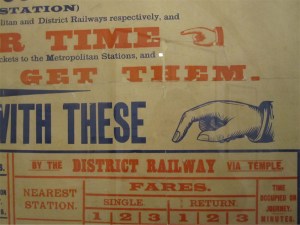 STATION)
litan and District Railways respectively, and
R TIME
ckets to the Metropolitan Stations, and
GET THEM.
WITH THESE
BY THE DISTRICT RAILWAY VIA TEMPLE.
NEAREST STATION.
FARES.
SINGLE. RETURN.
1 2 3 1 2 3
TIME
OCCUPIED ON
JOURNEY.
MINUTES.